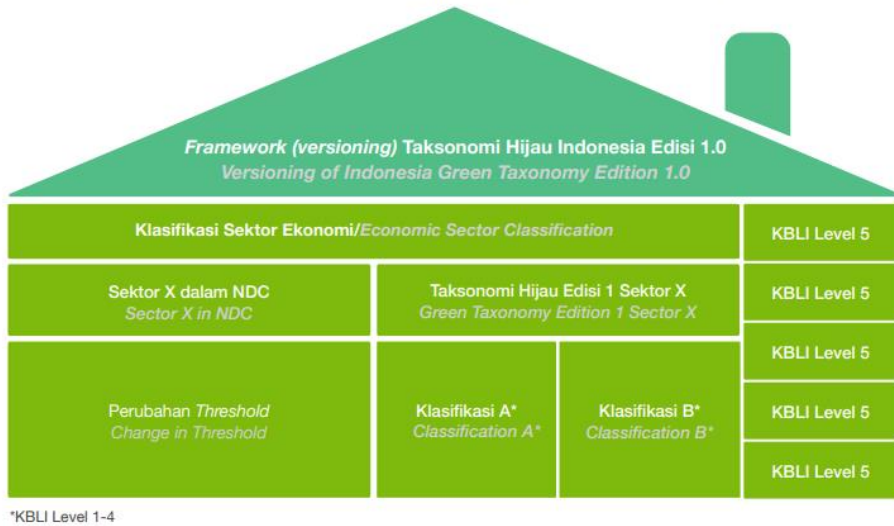 Framework (versioning) Taksonomi Hijau Indonesia Edisi 1.0
Versioning of Indonesia Green Taxonomy Edition 1.0
Klasifikasi Sektor Ekonomi/Economic Sector Classification
KBLI Level 5
Sektor X dalam NDC
Sector X in NDC
Taksonomi Hijau Edisi 1 Sektor X
Green Taxonomy Edition 1 Sector X
KBLI Level 5
Perubahan Threshold
Change in Threshold
Klasifikasi A*
Classification A*
Klasifikasi B*
Classification B*
KBLI Level 5
KBLI Level 5
KBLI Level 5
*KBLI Level 1-4